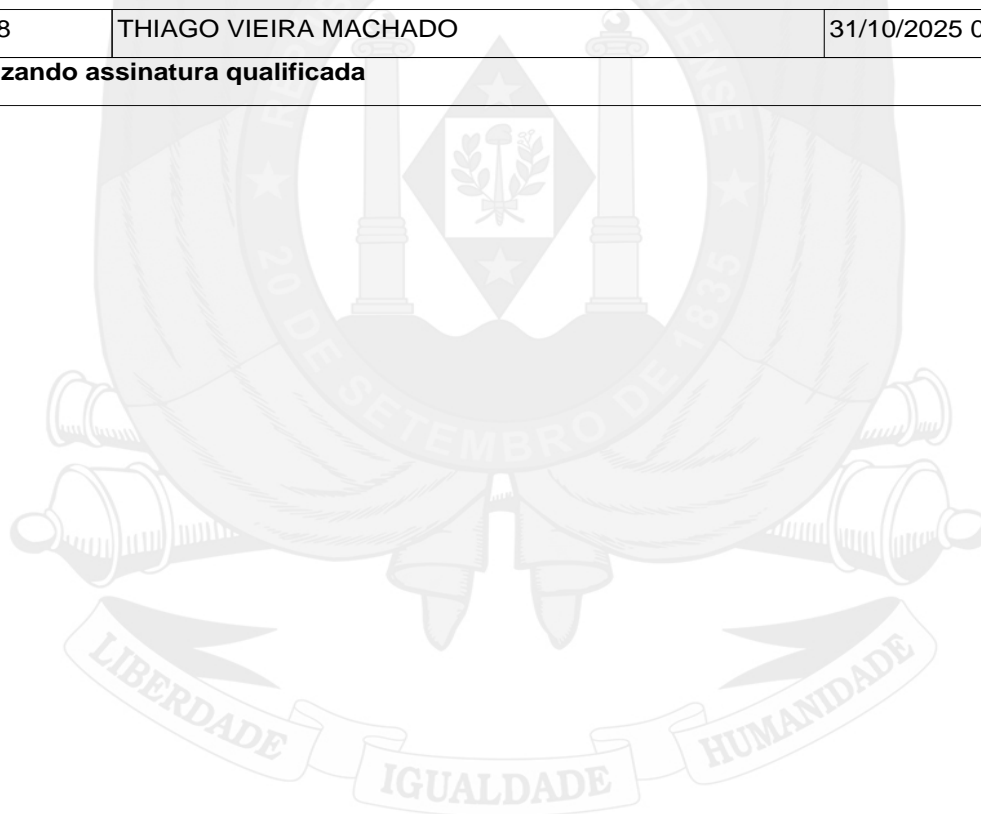 8 THIAGO VIEIRA MACHADO 31/10/2025 0
zando assinatura qualificada
20 DE SETEMBRO DE 1835
LIBERDADE IGUALDADE HUMANIDADE